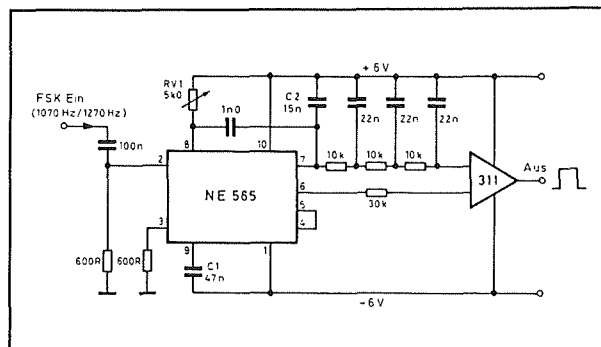 +6V
RV1
5k0
FSK Ein
(1070 Hz/1270 Hz)
C2
15n
1n0
22n
22n
22n
100n
8
10
7
10k
10k
10k
2
NE 565
6
30k
311
Aus
5
4
3
600R
600R
9
1
C1
47n
-6V